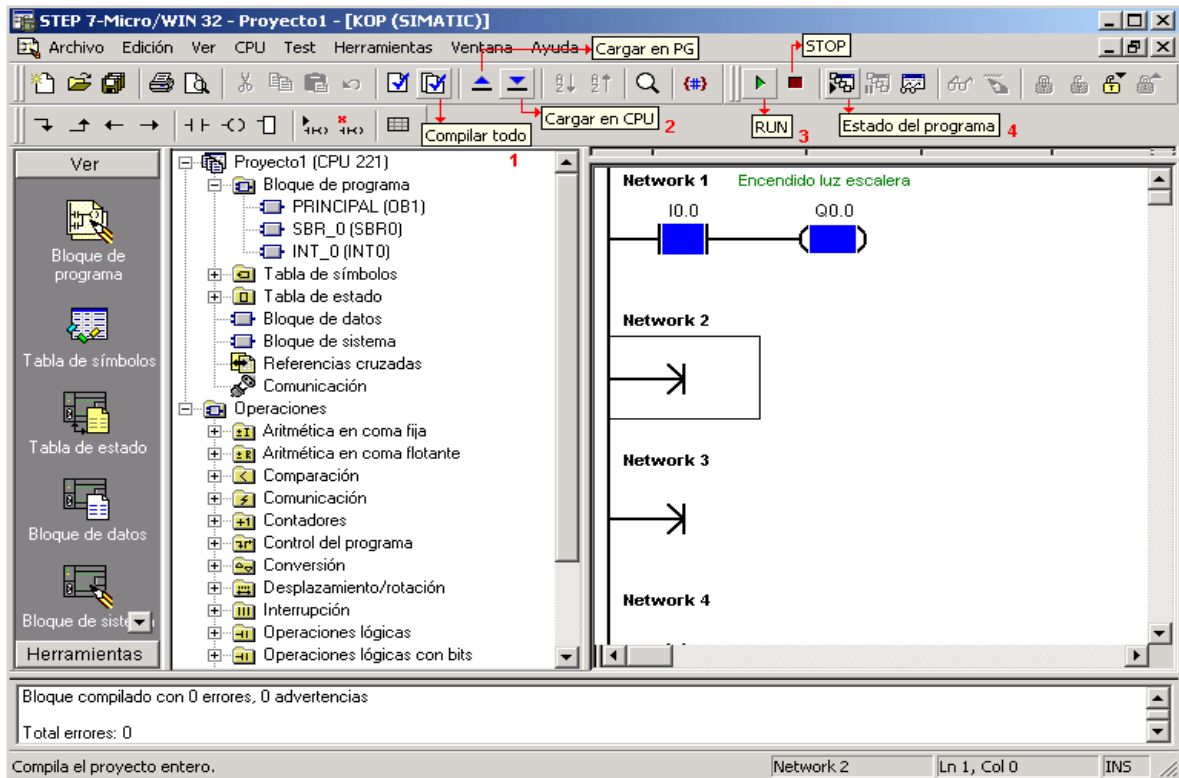 STEP 7-Micro/WIN 32 - Proyecto1 - [KOP (SIMATIC)]
Archivo Edición Ver CPU Test Herramientas Ventana Ayuda
Cargar en PG
STOP
Compilar todo
1
Cargar en CPU
2
RUN
3
Estado del programa
4
Ver
Bloque de
programa
Tabla de símbolos
Tabla de estado
Bloque de datos
Bloque de
Herramientas
Proyecto1 (CPU 221)
Bloque de programa
PRINCIPAL (OB1)
SBR_0 (SBR0)
INT_0 (INT0)
Tabla de símbolos
Tabla de estado
Bloque de datos
Bloque de sistema
Referencias cruzadas
Comunicación
Operaciones
Aritmética en coma fija
Aritmética en coma flotante
Comparación
Comunicación
Contadores
Control del programa
Conversión
Desplazamiento/rotación
Interrupción
Operaciones lógicas
Operaciones lógicas con bits
Network 1 Encendido luz escalera
I0.0 Q0.0
Network 2
Network 3
Network 4
Bloque compilado con 0 errores, 0 advertencias
Total errores: 0
Compila el proyecto entero.
Network 2
Ln 1, Col 0
INS